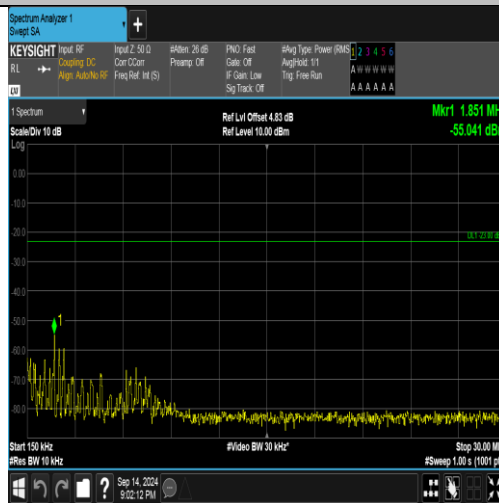 Spectrum Analyzer 1
Swept SA
+
KEYSIGHT
RL
Input: RF
Coupling: DC
Align: Auto/No RF
Input Z: 50 Ω
Corr CCorr
Freq Ref: Int (S)
#Atten: 26 dB
Preamp: Off
PNO: Fast
Gate: Off
IF Gain: Low
Sig Track: Off
#Avg Type: Power (RMS
Avg|Hold: 1/1
Trig: Free Run
1 2 3 4 5 6
A W W W W W
A A A A A A
1 Spectrum
Scale/Div 10 dB
Log
Ref Lvl Offset 4.83 dB
Ref Level 10.00 dBm
Mkr1 1.851 MH
-55.041 dB
0.00
-10.0
-20.0
DL1 -23.00 d
-30.0
-40.0
-50.0
1
-60.0
-70.0
-80.0
Start 150 kHz
#Res BW 10 kHz
#Video BW 30 kHz*
Stop 30.00 M
#Sweep 1.00 s (1001 pt
?
Sep 14, 2024
9:02:12 PM